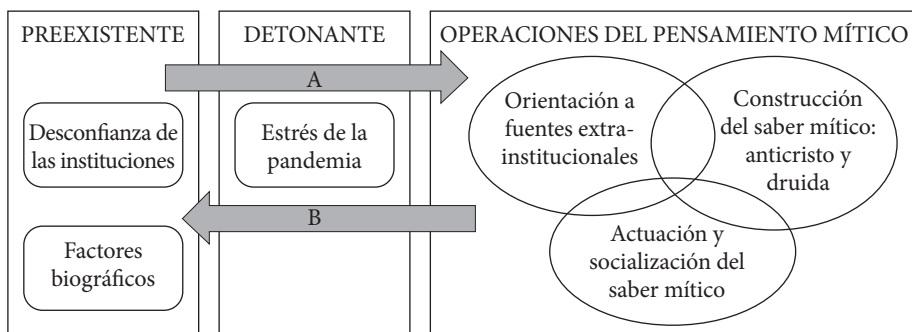 PREEXISTENTE
DETONANTE
OPERACIONES DEL PENSAMIENTO MÍTICO
A
Desconfianza de
las instituciones
Estrés de la
pandemia
Orientación a
fuentes extra-
institucionales
Construcción
del saber mítico:
anticristo y
druida
B
Factores
biográficos
Actuación y
socialización del
saber mítico